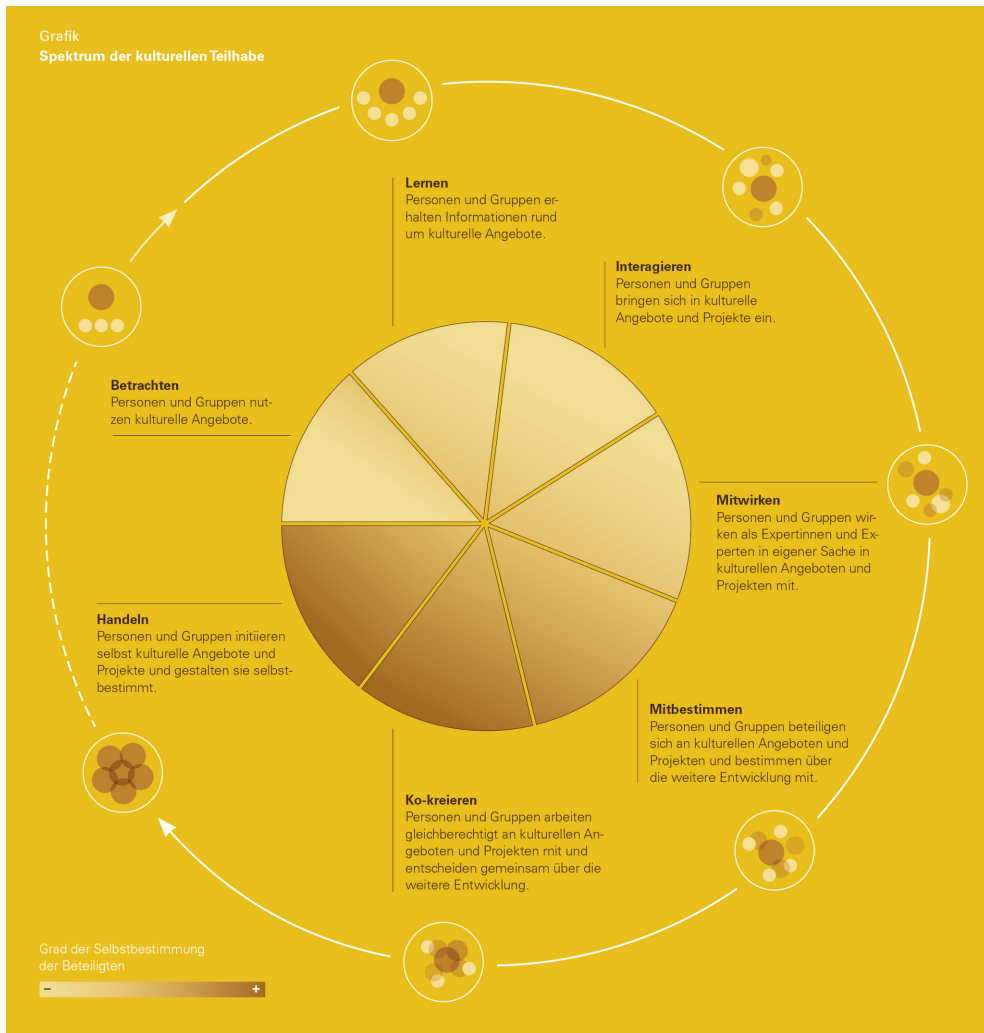 Grafik
Spektrum der kulturellen Teilhabe
Lernen
Personen und Gruppen er-
halten Informationen rund
um kulturelle Angebote.
Interagieren
Personen und Gruppen
bringen sich in kulturelle
Angebote und Projekte ein.
Betrachten
Personen und Gruppen nut-
zen kulturelle Angebote.
Mitwirken
Personen und Gruppen wir-
ken als Expertinnen und Ex-
perten in eigener Sache in
kulturellen Angeboten und
Projekten mit.
Handeln
Personen und Gruppen initiieren
selbst kulturelle Angebote und
Projekte und gestalten sie selbst-
bestimmt.
Mitbestimmen
Personen und Gruppen beteiligen
sich an kulturellen Angeboten und
Projekten und bestimmen über
die weitere Entwicklung mit.
Ko-kreieren
Personen und Gruppen arbeiten
gleichberechtigt an kulturellen An-
geboten und Projekten mit und
entscheiden gemeinsam über die
weitere Entwicklung.
Grad der Selbstbestimmung
der Beteiligten
– +